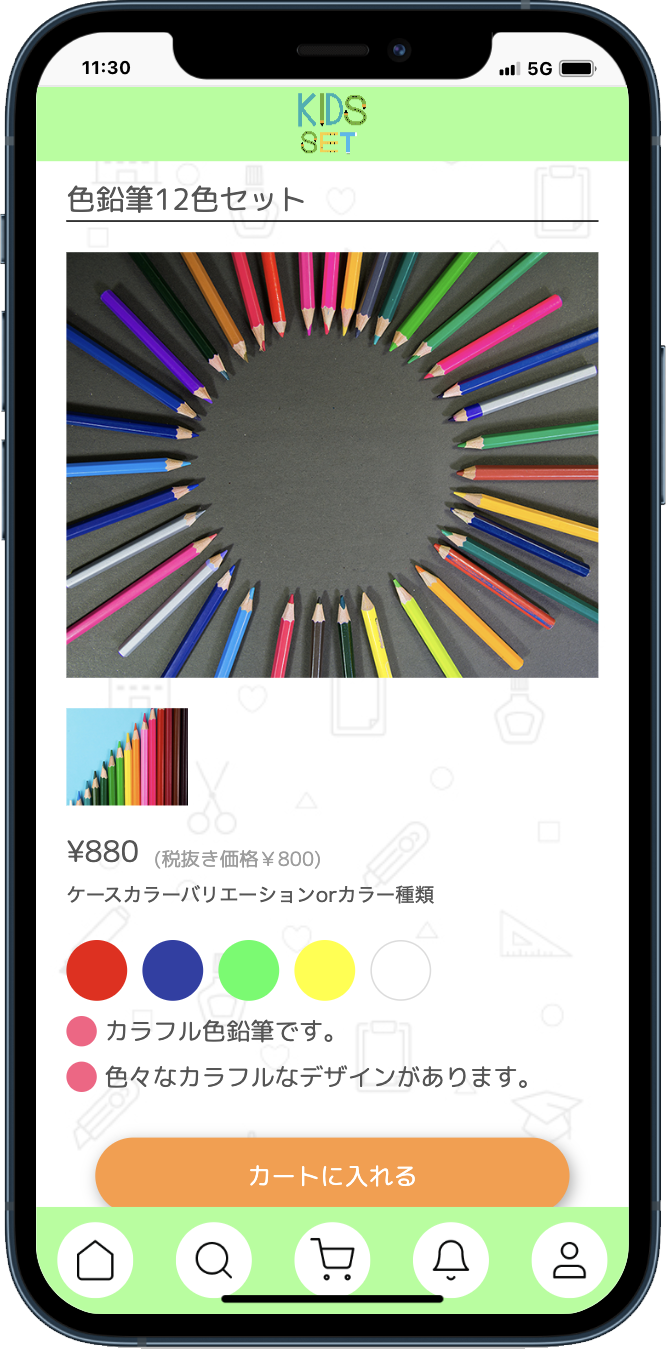 11:30
5G
KIDS
SET
色鉛筆12色セット
¥880 (税抜き価格￥800)
ケースカラーバリエーションorカラー種類
カラフル色鉛筆です。
色々なカラフルなデザインがあります。
カートに入れる